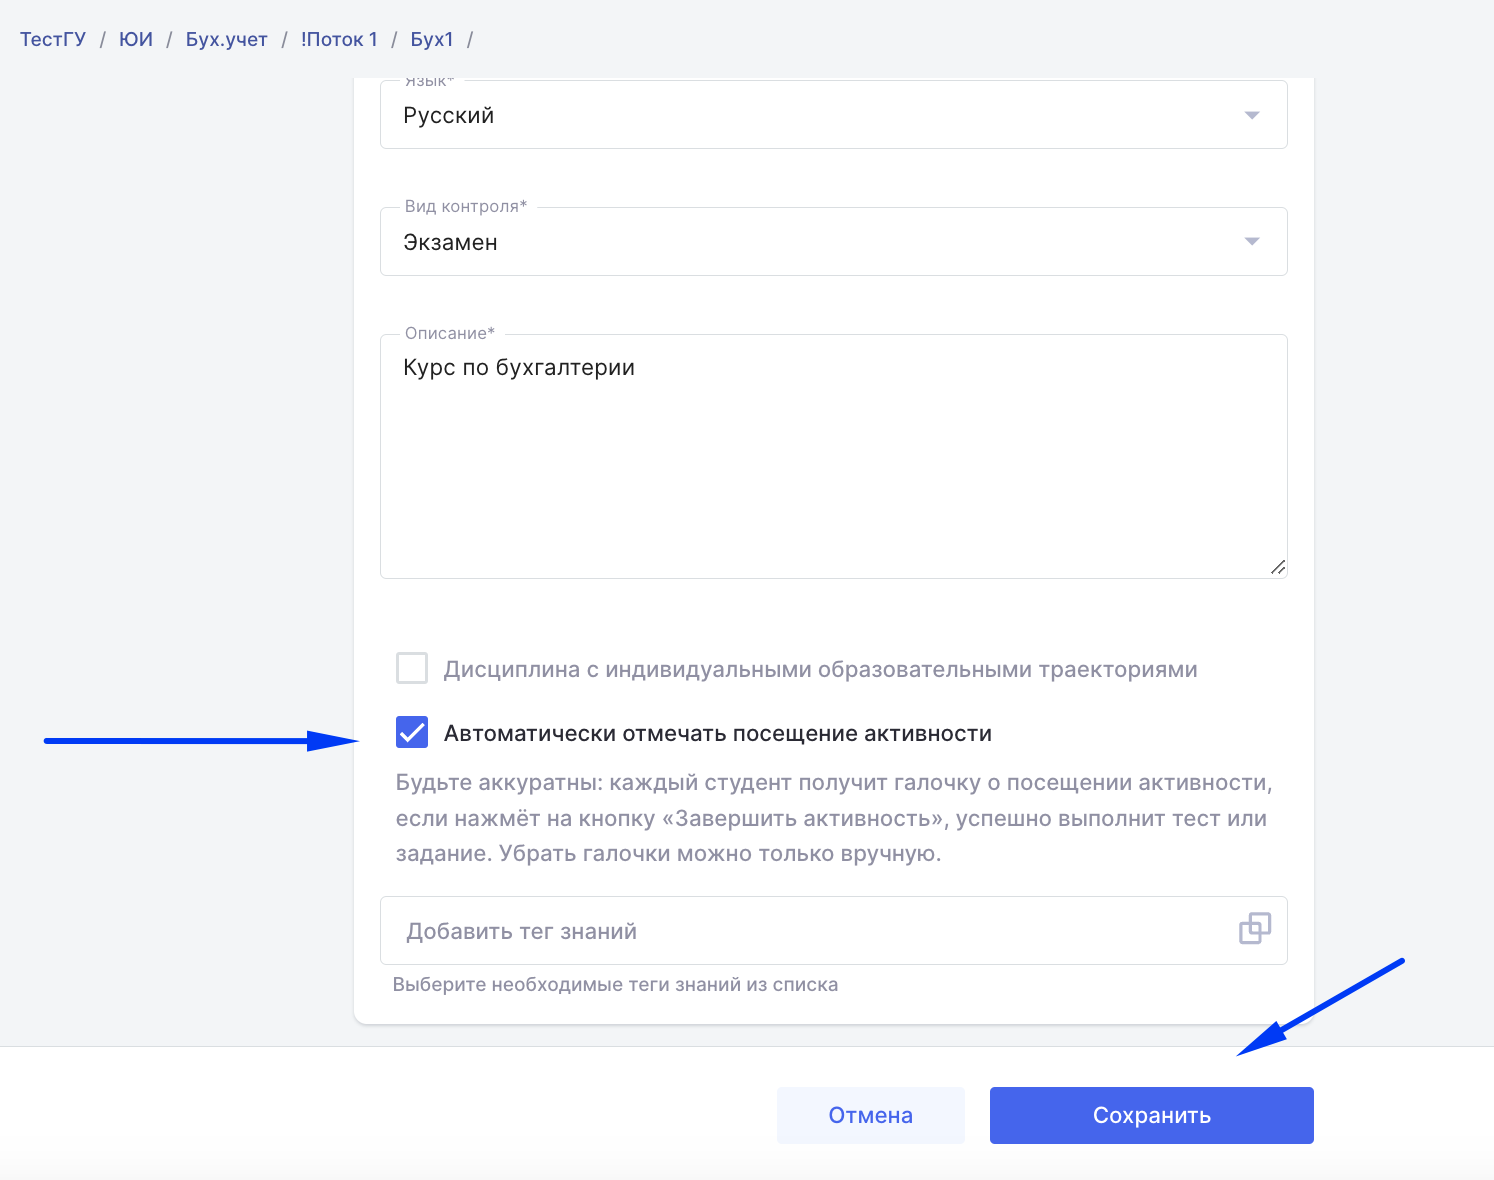 ТестГУ / ЮИ / Бух.учет / !Поток 1 / Бух1 /
Язык*
Русский
Вид контроля*
Экзамен
Описание*
Курс по бухгалтерии
Дисциплина с индивидуальными образовательными траекториями
Автоматически отмечать посещение активности
Будьте аккуратны: каждый студент получит галочку о посещении активности,
если нажмёт на кнопку «Завершить активность», успешно выполнит тест или
задание. Убрать галочки можно только вручную.
Добавить тег знаний
Выберите необходимые теги знаний из списка
Отмена Сохранить